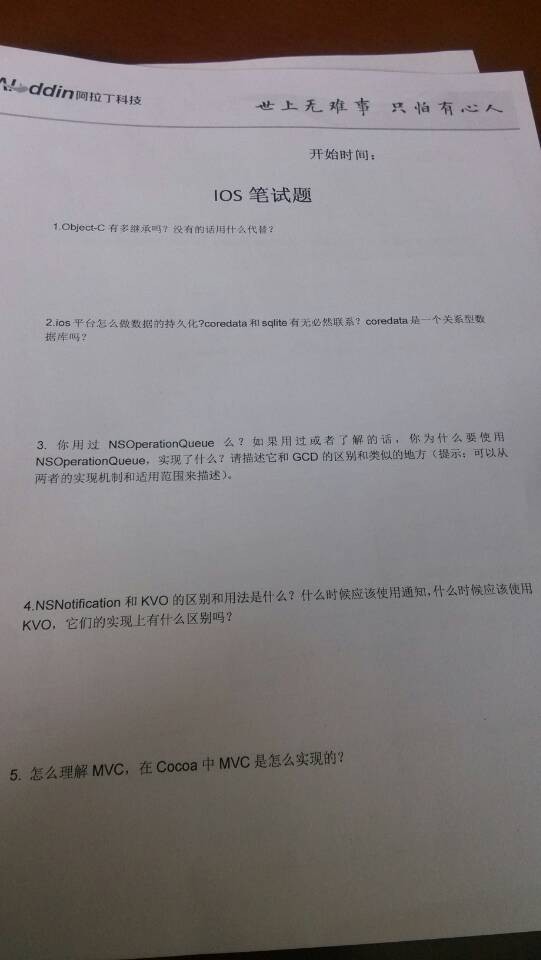 Aladdin阿拉丁科技
世上无难事 只怕有心人
开始时间：
IOS 笔试题
1.Object-C 有多继承吗？没有的话用什么代替？
2.ios 平台怎么做数据的持久化?coredata 和 sqlite 有无必然联系？coredata 是一个关系型数
据库吗？
3. 你用过 NSOperationQueue 么？如果用过或者了解的话，你为什么要使用
NSOperationQueue，实现了什么？请描述它和 GCD 的区别和类似的地方（提示：可以从
两者的实现机制和适用范围来描述）。
4.NSNotification 和 KVO 的区别和用法是什么？什么时候应该使用通知，什么时候应该使用
KVO，它们的实现上有什么区别吗？
5. 怎么理解 MVC，在 Cocoa 中 MVC 是怎么实现的？